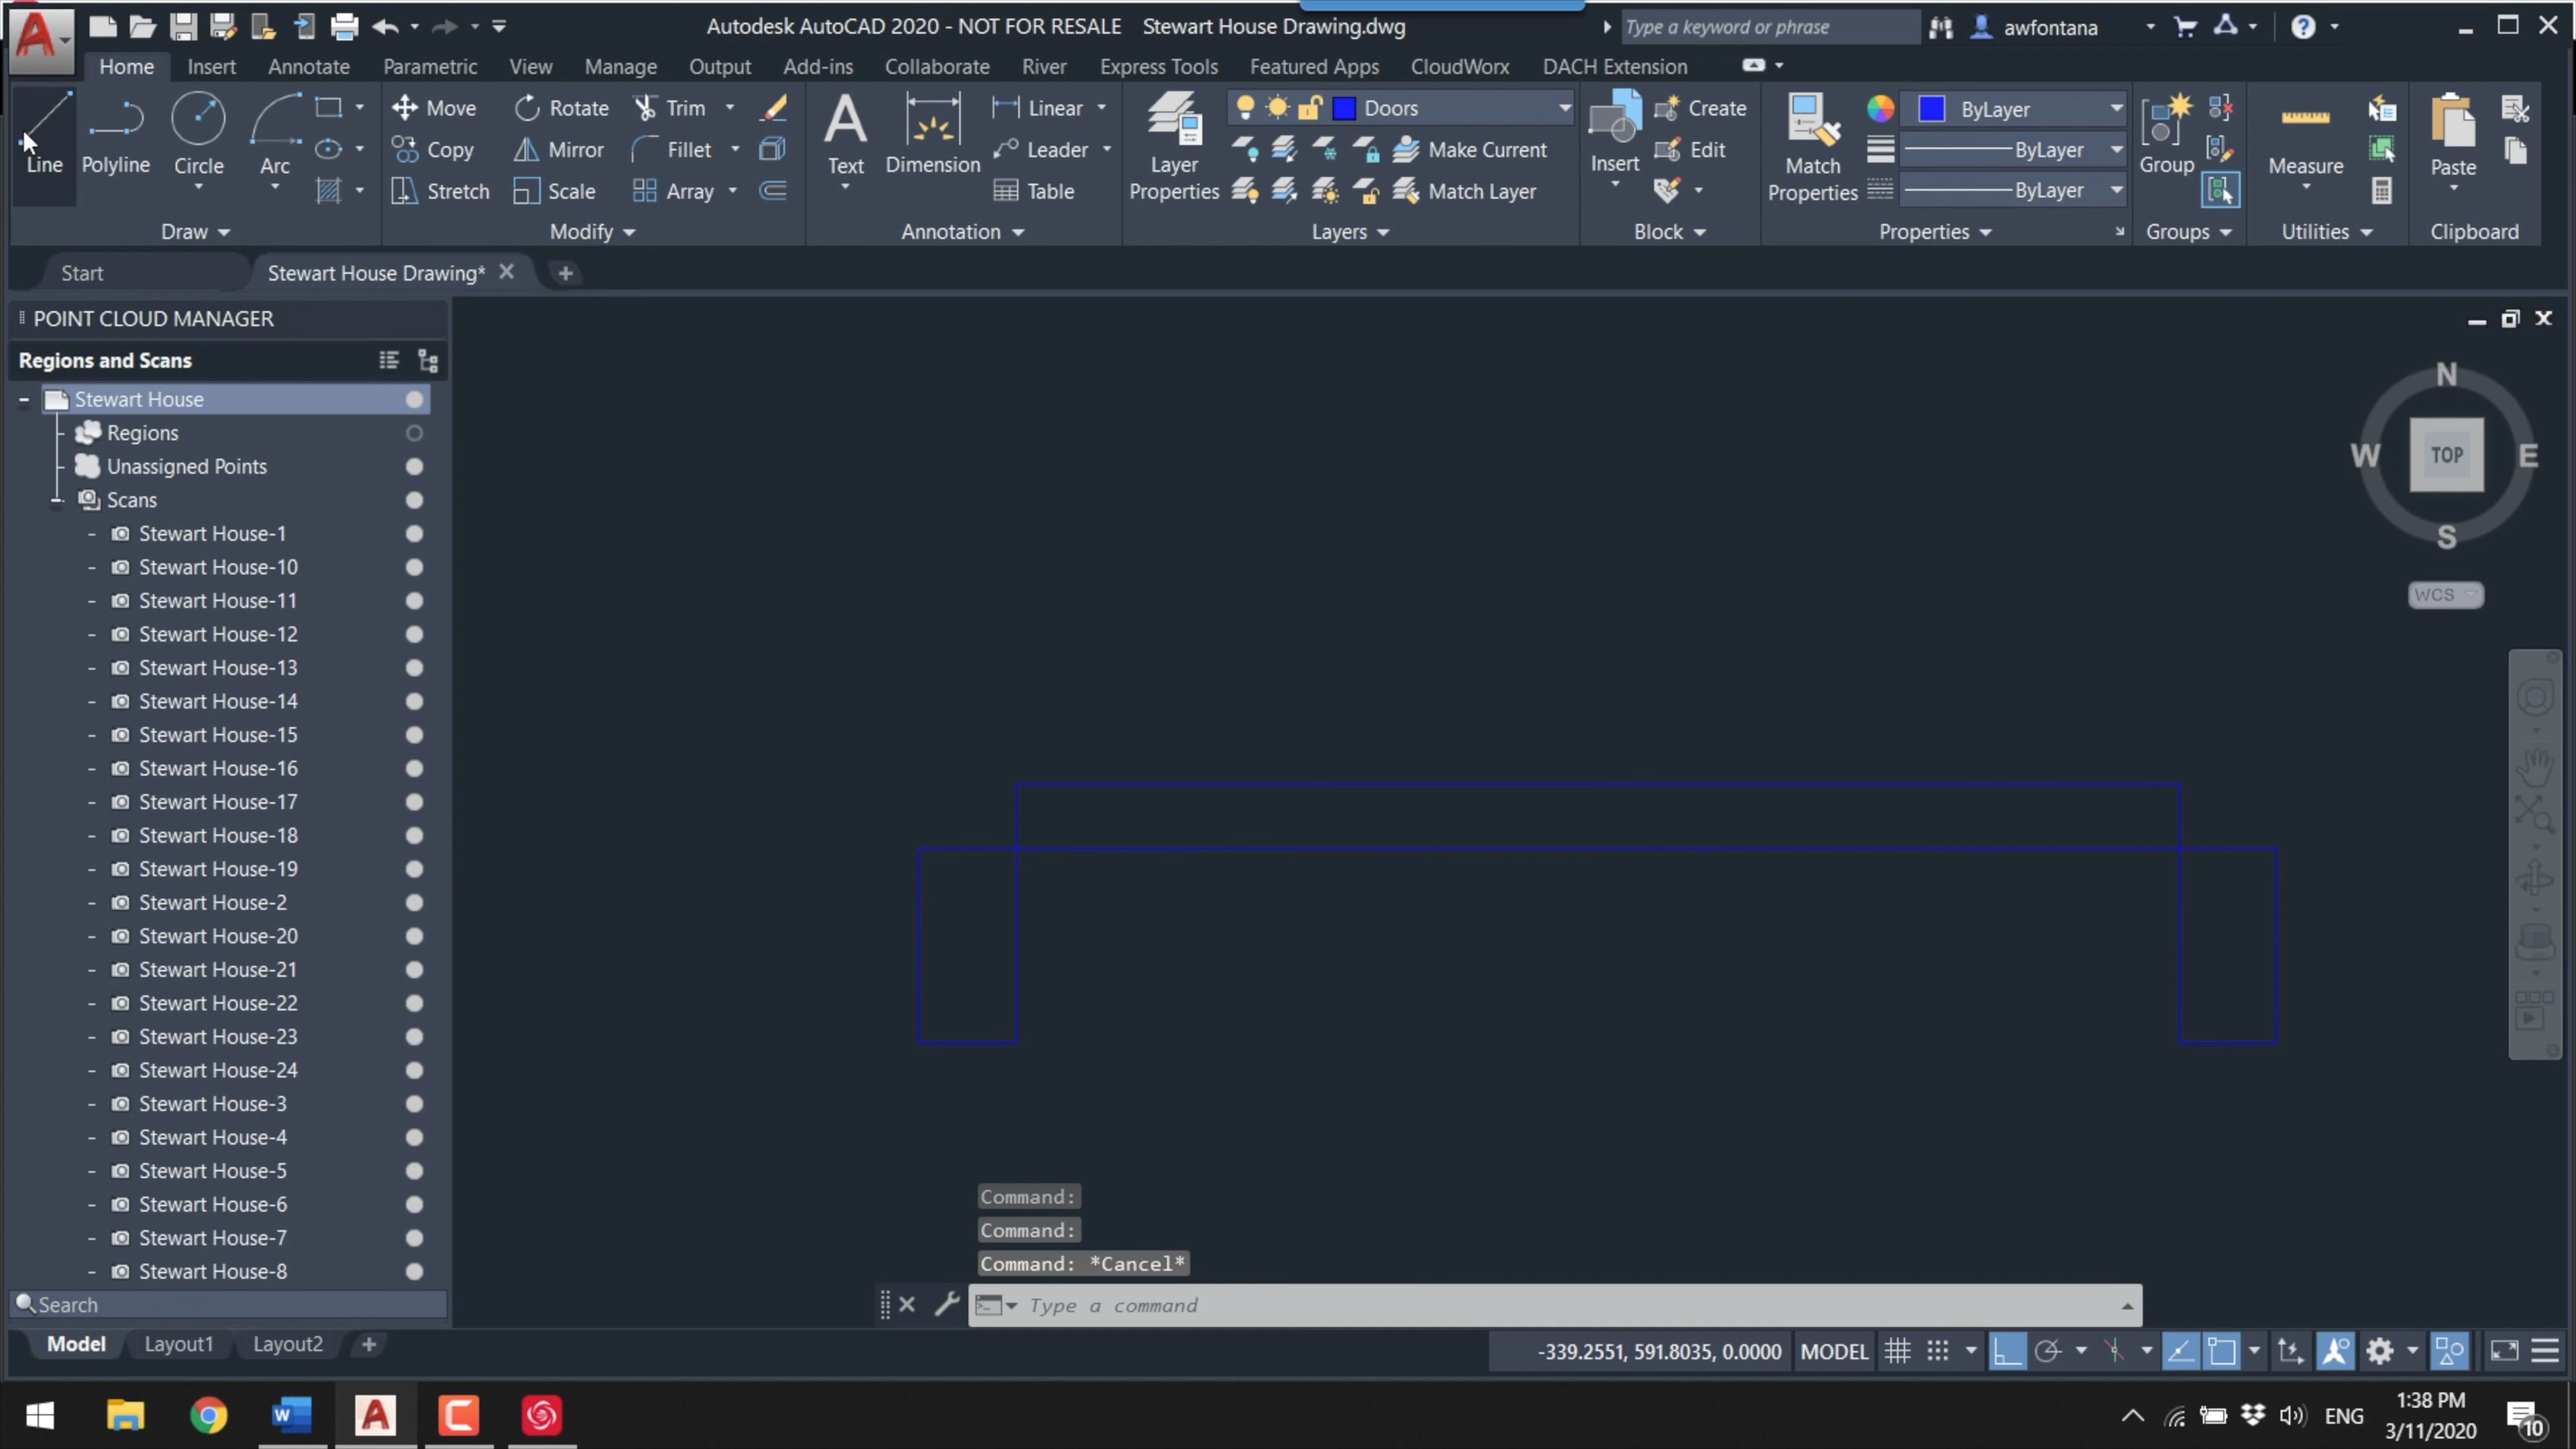 Autodesk AutoCAD 2020 - NOT FOR RESALE Stewart House Drawing.dwg
Type a keyword or phrase
awfontana
Home Insert Annotate Parametric View Manage Output Add-ins Collaborate River Express Tools Featured Apps CloudWorx DACH Extension
Line Polyline Circle Arc
Move Rotate Trim
Copy Mirror Fillet
Stretch Scale Array
Text Dimension
Linear
Leader
Table
Layer Properties
Doors
Make Current
Match Layer
Insert
Create
Edit
Match Properties
ByLayer
ByLayer
ByLayer
Group
Measure
Paste
Draw Modify Annotation Layers Block Properties Groups Utilities Clipboard
Start Stewart House Drawing*
POINT CLOUD MANAGER
Regions and Scans
Stewart House
Regions
Unassigned Points
Scans
Stewart House-1
Stewart House-10
Stewart House-11
Stewart House-12
Stewart House-13
Stewart House-14
Stewart House-15
Stewart House-16
Stewart House-17
Stewart House-18
Stewart House-19
Stewart House-2
Stewart House-20
Stewart House-21
Stewart House-22
Stewart House-23
Stewart House-24
Stewart House-3
Stewart House-4
Stewart House-5
Stewart House-6
Stewart House-7
Stewart House-8
Search
N
W TOP E
S
WCS
Command:
Command:
Command: *Cancel*
Type a command
Model Layout1 Layout2
-339.2551, 591.8035, 0.0000 MODEL
ENG
1:38 PM
3/11/2020
10